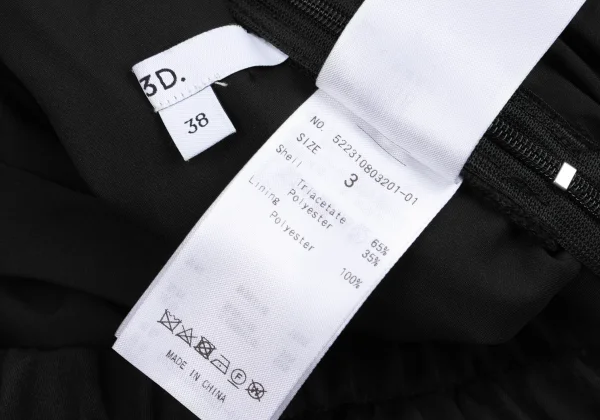 3D.
38
NO. 522310803201-01
SIZE 3
Shell
Triacetate 65%
Polyester 35%
Lining
Polyester 100%
MADE IN CHINA